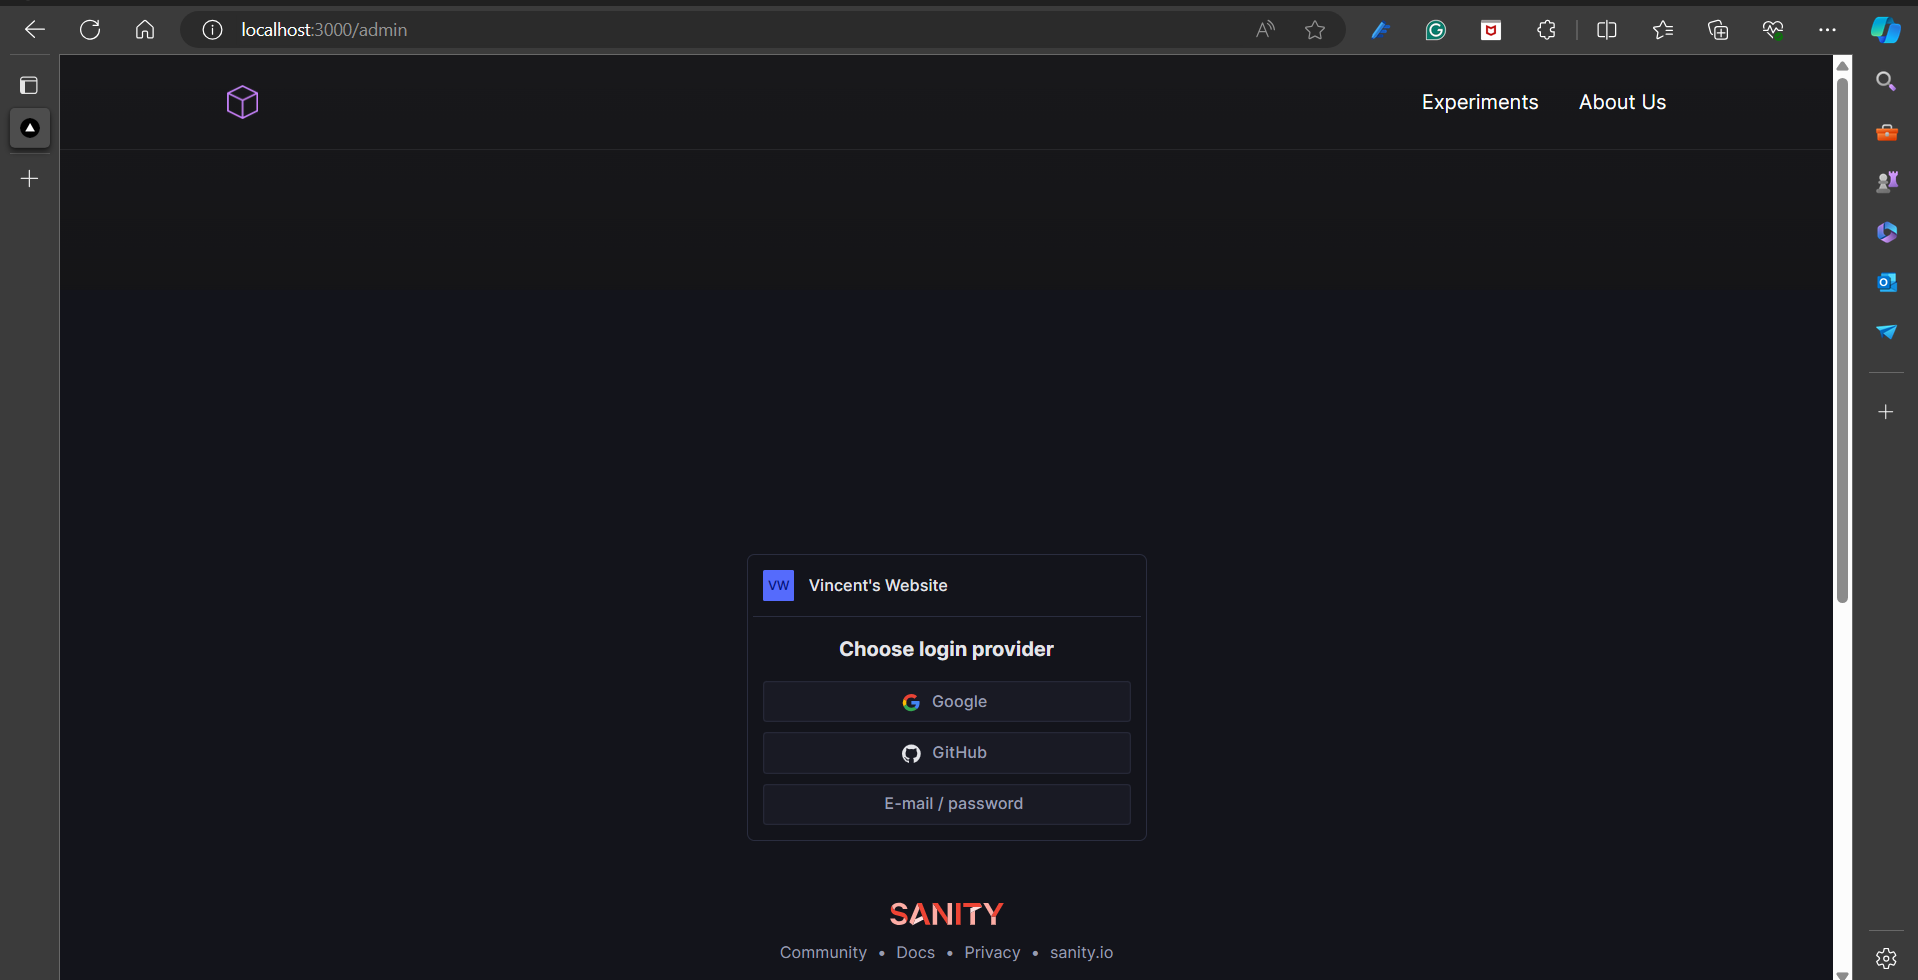 localhost:3000/admin
Experiments About Us
VW Vincent's Website
Choose login provider
Google
GitHub
E-mail / password
SANITY
Community • Docs • Privacy • sanity.io